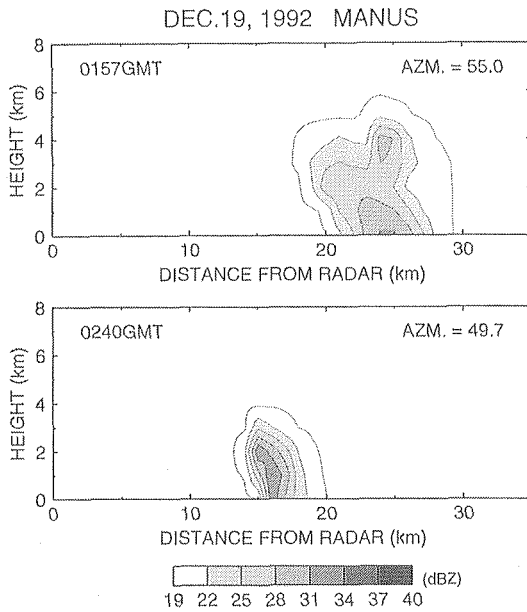 DEC.19, 1992 MANUS
8
0157GMT
AZM. = 55.0
6
HEIGHT (km)
4
2
0
0
10
20
30
DISTANCE FROM RADAR (km)
8
0240GMT
AZM. = 49.7
6
HEIGHT (km)
4
2
0
0
10
20
30
DISTANCE FROM RADAR (km)
(dBZ)
19 22 25 28 31 34 37 40